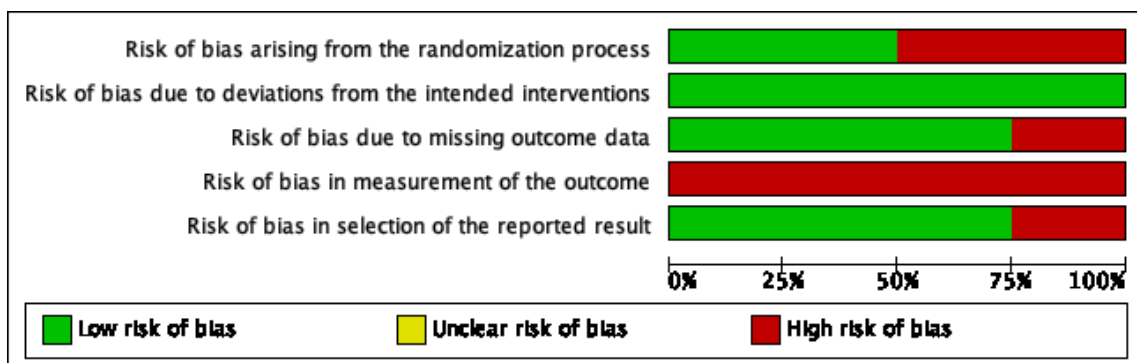 Risk of bias arising from the randomization process
Risk of bias due to deviations from the intended interventions
Risk of bias due to missing outcome data
Risk of bias in measurement of the outcome
Risk of bias in selection of the reported result
0% 25% 50% 75% 100%
Low risk of bias Unclear risk of bias High risk of bias